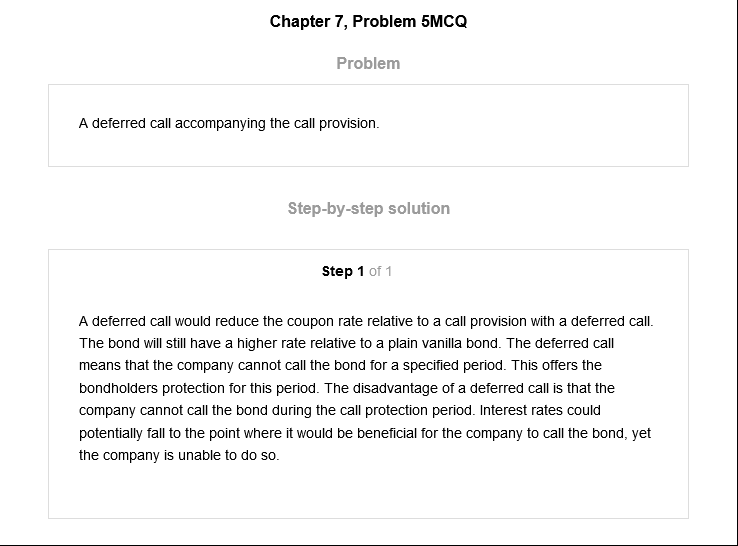 Chapter 7, Problem 5MCQ
Problem
A deferred call accompanying the call provision.
Step-by-step solution
Step 1 of 1
A deferred call would reduce the coupon rate relative to a call provision with a deferred call.
The bond will still have a higher rate relative to a plain vanilla bond. The deferred call
means that the company cannot call the bond for a specified period. This offers the
bondholders protection for this period. The disadvantage of a deferred call is that the
company cannot call the bond during the call protection period. Interest rates could
potentially fall to the point where it would be beneficial for the company to call the bond, yet
the company is unable to do so.